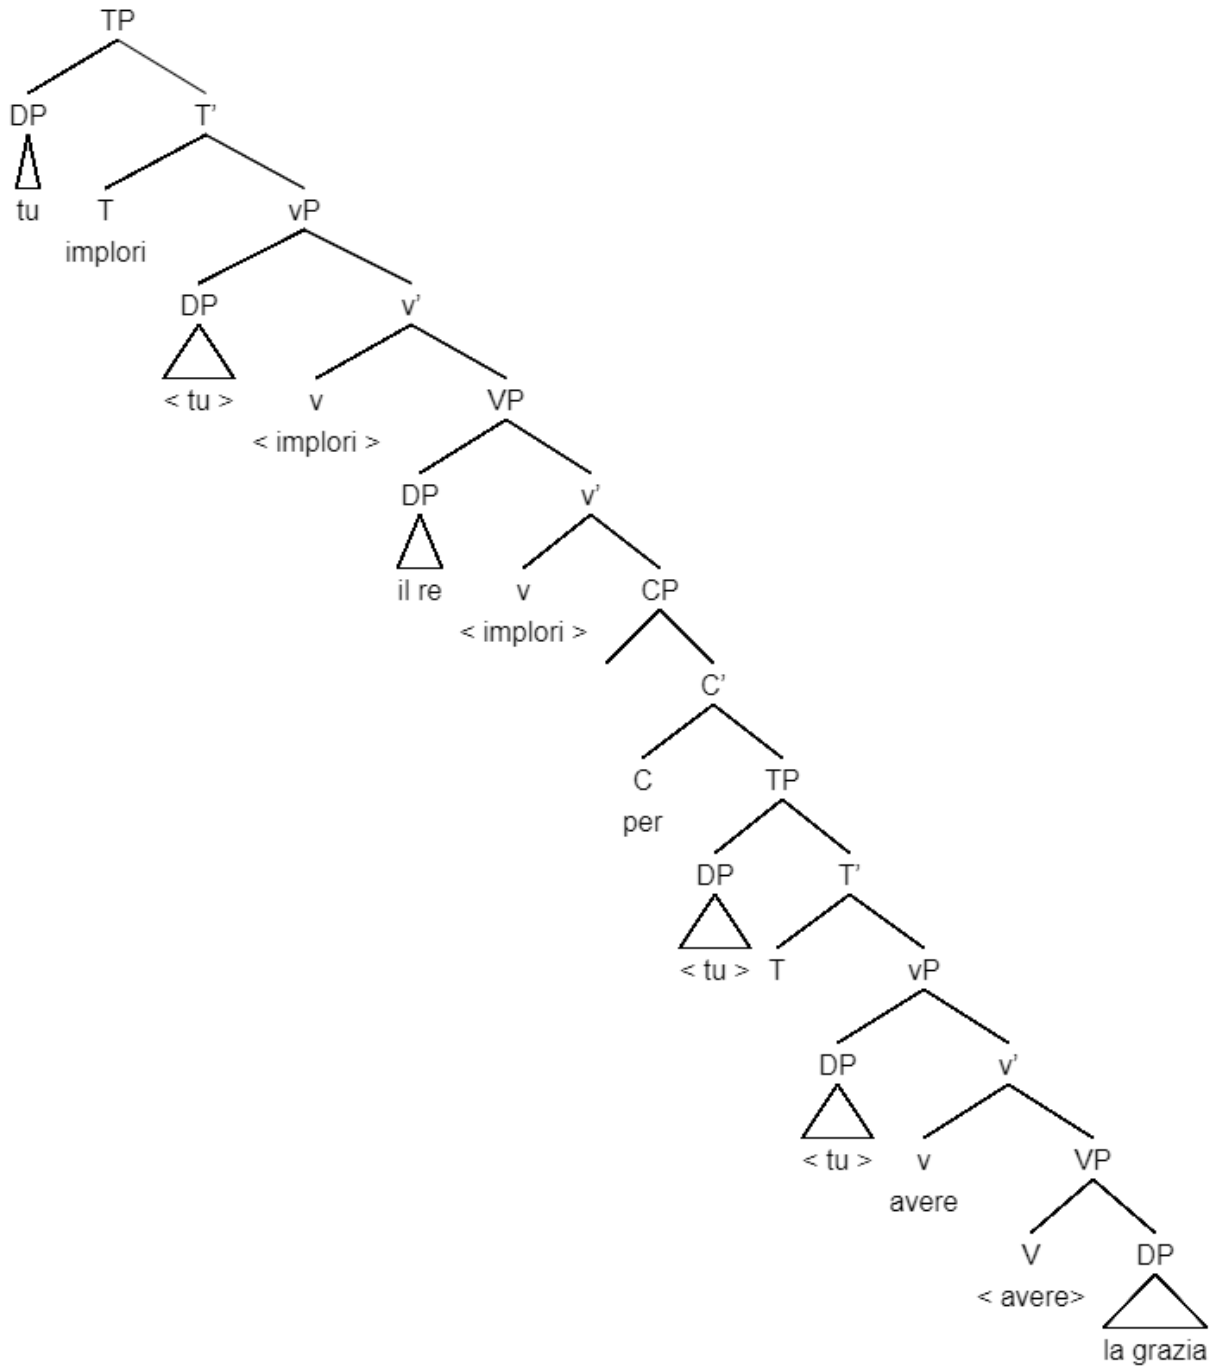 TP
DP T’
tu T vP
implori
DP v’
< tu > v VP
< implori >
DP v’
il re v CP
< implori >
C’
C TP
per
DP T’
< tu > T vP
DP v’
< tu > v VP
avere
V DP
< avere>
la grazia